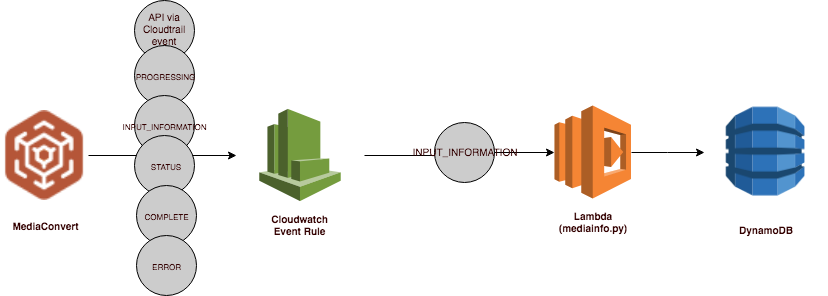 API via
Cloudtrail
event
PROGRESSING
INPUT_INFORMATION
STATUS
COMPLETE
ERROR
MediaConvert
Cloudwatch
Event Rule
INPUT_INFORMATION
Lambda
(mediainfo.py)
DynamoDB